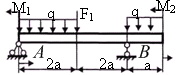 M₁ q F₁ q M₂
A B
2a 2a a